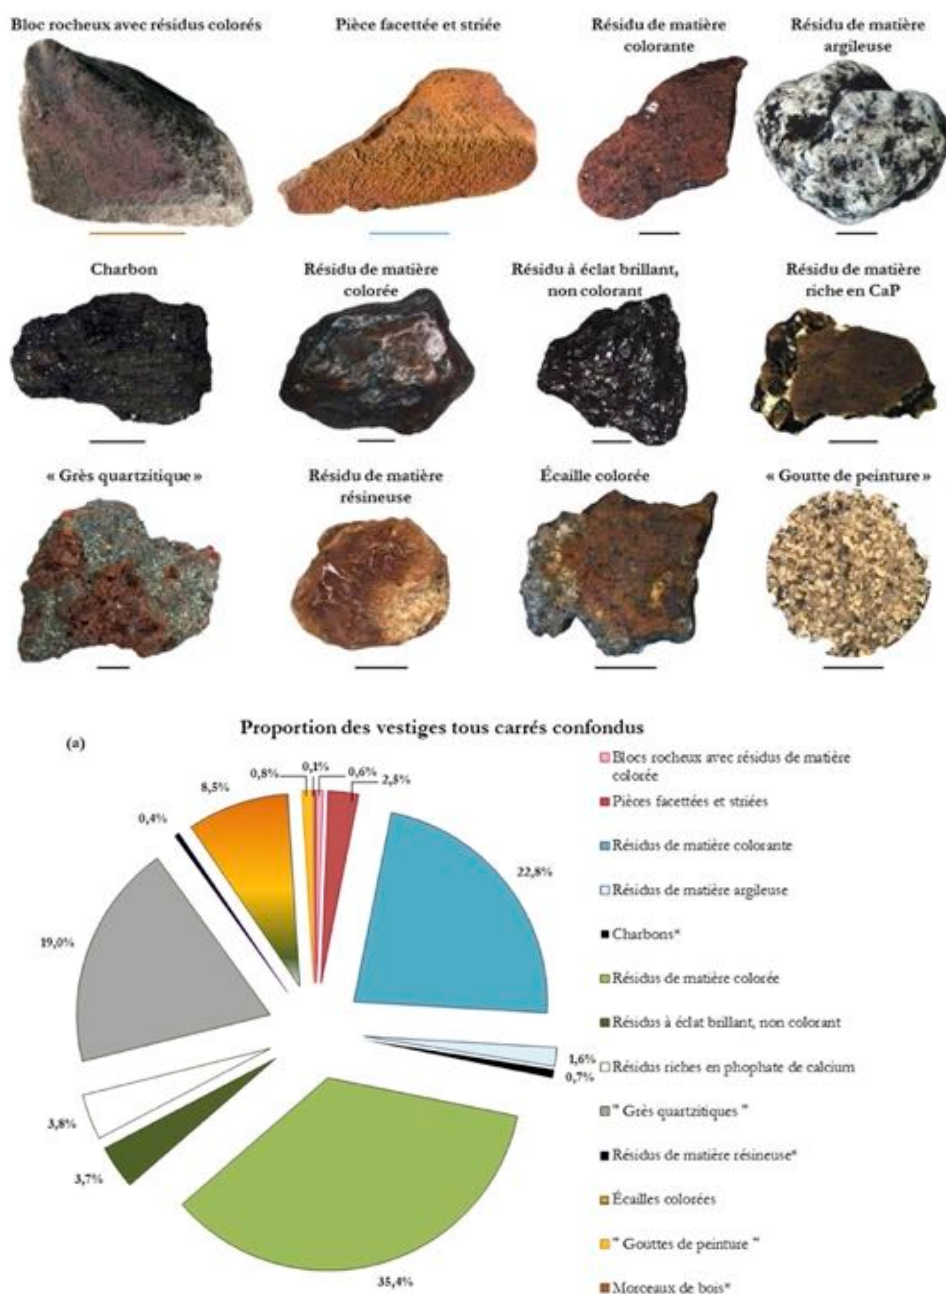 Bloc rocheux avec résidus colorés
Pièce facettée et striée
Résidu de matière
colorante
Résidu de matière
argileuse
Charbon
Résidu de matière
colorée
Résidu à éclat brillant,
non colorant
Résidu de matière
riche en CaP
« Grès quartzitique »
Résidu de matière
résineuse
Écaille colorée
« Goutte de peinture »
Proportion des vestiges tous carrés confondus
(a)
0,8%
0,1%
0,6%
2,5%
8,5%
0,4%
22,8%
19,0%
1,6%
0,7%
3,8%
3,7%
35,4%
Blocs rocheux avec résidus de matière
colorée
Pièces facettées et striées
Résidus de matière colorante
Résidus de matière argileuse
Charbons*
Résidus de matière colorée
Résidus à éclat brillant, non colorant
Résidus riches en phophate de calcium
" Grès quartzitiques "
Résidus de matière résineuse*
Écailles colorées
" Gouttes de peinture "
Morceaux de bois*